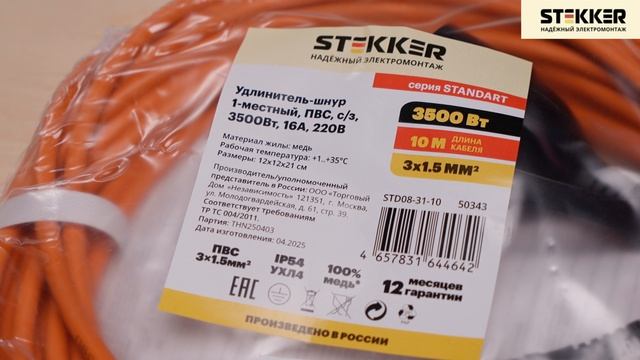 STEKKER
НАДЁЖНЫЙ ЭЛЕКТРОМОНТАЖ
STEKKER
НАДЁЖНЫЙ ЭЛЕКТРОМОНТАЖ
серия STANDART
Удлинитель-шнур
1-местный, ПВС, с/з,
3500Вт, 16А, 220В
3500 Вт
10 М ДЛИНА
КАБЕЛЯ
3х1.5 ММ²
Материал жилы: медь
Рабочая температура: +1..+35°С
Размеры: 12х12х21 см
Производитель/уполномоченный
представитель в России: ООО "Торговый
Дом «Независимость» 121351, г. Москва,
ул. Молодогвардейская, д. 61, стр. 39.
Соответствует требованиям
ТР ТС 004/2011.
Партия: THN250403
Дата изготовления: 04.2025
STD08-31-10 50343
4 657831 644642
ПВС
3×1.5мм²
IP54
УХЛ4
100%
медь*
12 месяцев
гарантии
EAC
ПРОИЗВЕДЕНО В РОССИИ